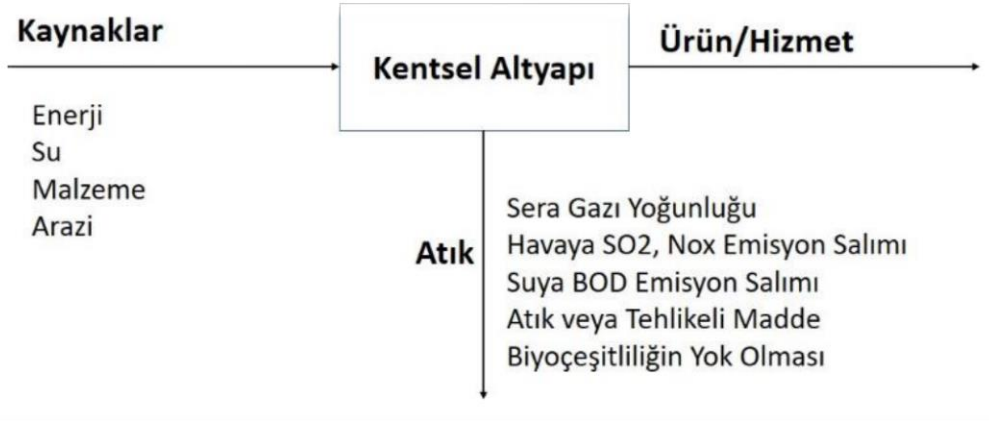 Kaynaklar
Kentsel Altyapı
Ürün/Hizmet
Enerji
Su
Malzeme
Arazi
Atık
Sera Gazı Yoğunluğu
Havaya SO2, Nox Emisyon Salımı
Suya BOD Emisyon Salımı
Atık veya Tehlikeli Madde
Biyoçeşitliliğin Yok Olması